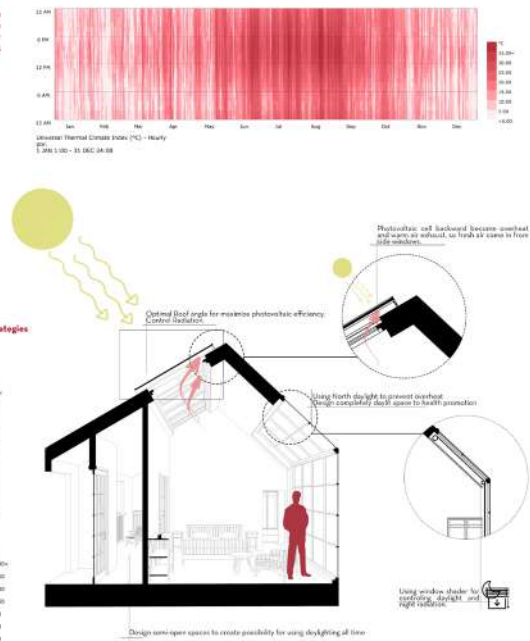 12 AM
6 PM
12 PM
6 AM
12 AM
Jan Feb Mar Apr May Jun Jul Aug Sep Oct Nov Dec
Universal Thermal Climate Index (°C) - Hourly
1 JAN 1:00 - 31 DEC 24:00
°C
Photovoltaic cell backward become overheat
and warm air exhaust, so fresh air came in from
side windows.
ategies
Optimal Roof angle for maximize photovoltaic efficiency.
Control Radiation.
Using North daylight to prevent overheat
Design completely daylit space to health promotion
Using window shader for
controling daylight and
night radiation.
Design semi-open spaces to create possibility for using daylighting all time